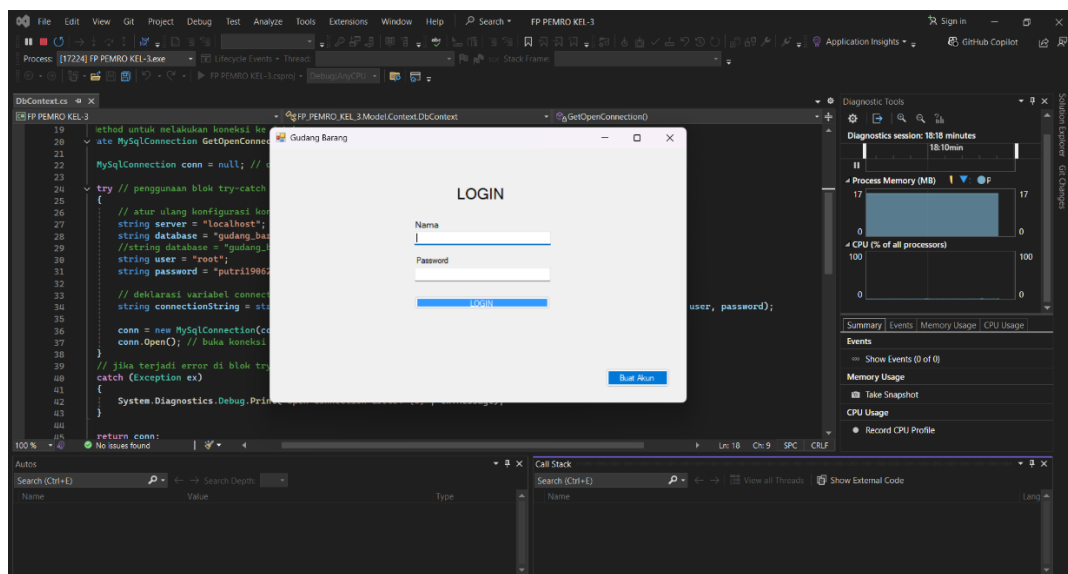 File Edit View Git Project Debug Test Analyze Tools Extensions Window Help Search FP PEMRO KEL-3 Sign in
Application Insights GitHub Copilot
Process: [17224] FP PEMRO KEL-3.exe Lifecycle Events Thread: Stack Frame:
FP PEMRO KEL-3.csproj Debug|AnyCPU
DbContext.cs
FP PEMRO KEL-3 FP_PEMRO_KEL_3.Model.Context.DbContext GetOpenConnection()
19 method untuk melakukan koneksi ke
20 ate MySqlConnection GetOpenConnec
21
22 MySqlConnection conn = null; //
23
24 try // penggunaan blok try-catch
25 {
26 // atur ulang konfigurasi kon
27 string server = "localhost";
28 string database = "gudang_bar
29 //string database = "gudang_b
30 string user = "root";
31 string password = "putri19062
32
33 // deklarasi variabel connect
34 string connectionString = str user, password);
35
36 conn = new MySqlConnection(co
37 conn.Open(); // buka koneksi
38 }
39 // jika terjadi error di blok try
40 catch (Exception ex)
41 {
42 System.Diagnostics.Debug.Print(
43 }
44
45 return conn;
100 % No issues found Ln: 18 Ch: 9 SPC CRLF
Gudang Barang
LOGIN
Nama
Password
LOGIN
Buat Akun
Diagnostic Tools
Diagnostics session: 18:18 minutes
18:10min
Process Memory (MB) P
17 17
0 0
CPU (% of all processors)
100 100
0 0
Summary Events Memory Usage CPU Usage
Events
Show Events (0 of 0)
Memory Usage
Take Snapshot
CPU Usage
Record CPU Profile
Solution Explorer
Git Changes
Autos
Search (Ctrl+E) Search Depth:
Name Value Type
Call Stack
Search (Ctrl+E) View all Threads Show External Code
Name Lang